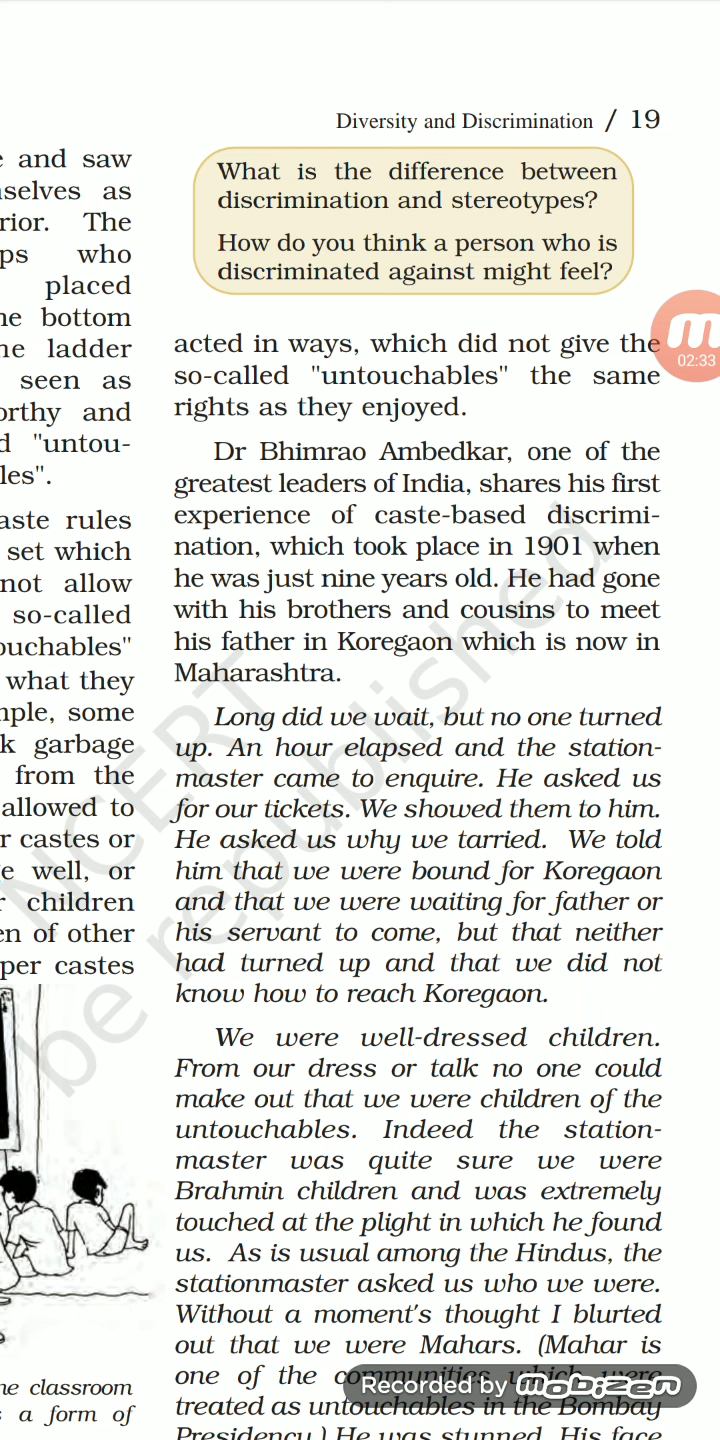 Diversity and Discrimination / 19
e and saw
selves as
rior. The
ps who
placed
he bottom
he ladder
seen as
orthy and
d "untou-
les".
aste rules
set which
not allow
so-called
ouchables"
what they
mple, some
k garbage
from the
allowed to
r castes or
e well, or
r children
en of other
per castes
he classroom
s a form of
What is the difference between
discrimination and stereotypes?
How do you think a person who is
discriminated against might feel?
acted in ways, which did not give the
so-called "untouchables" the same
rights as they enjoyed.
Dr Bhimrao Ambedkar, one of the
greatest leaders of India, shares his first
experience of caste-based discrimi-
nation, which took place in 1901 when
he was just nine years old. He had gone
with his brothers and cousins to meet
his father in Koregaon which is now in
Maharashtra.
Long did we wait, but no one turned
up. An hour elapsed and the station-
master came to enquire. He asked us
for our tickets. We showed them to him.
He asked us why we tarried. We told
him that we were bound for Koregaon
and that we were waiting for father or
his servant to come, but that neither
had turned up and that we did not
know how to reach Koregaon.
We were well-dressed children.
From our dress or talk no one could
make out that we were children of the
untouchables. Indeed the station-
master was quite sure we were
Brahmin children and was extremely
touched at the plight in which he found
us. As is usual among the Hindus, the
stationmaster asked us who we were.
Without a moment's thought I blurted
out that we were Mahars. (Mahar is
one of the communities which were
treated as untouchables in the Bombay
Presidency.) He was stunned. His face
NCERT
be republished
02:33
Recorded by mobizen